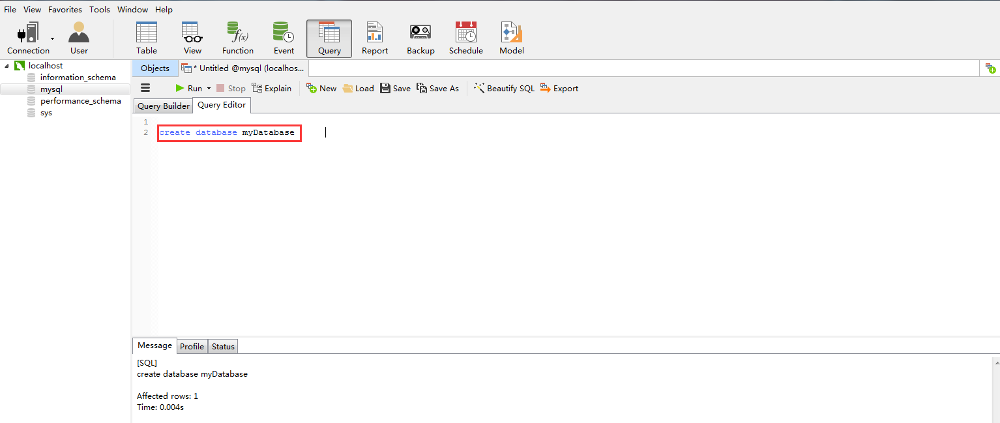 File View Favorites Tools Window Help
Connection User Table View Function Event Query Report Backup Schedule Model
localhost
information_schema
mysql
performance_schema
sys
Objects * Untitled @mysql (localhos...
Run Stop Explain New Load Save Save As Beautify SQL Export
Query Builder Query Editor
1
2 create database myDatabase
Message Profile Status
[SQL]
create database myDatabase
Affected rows: 1
Time: 0.004s